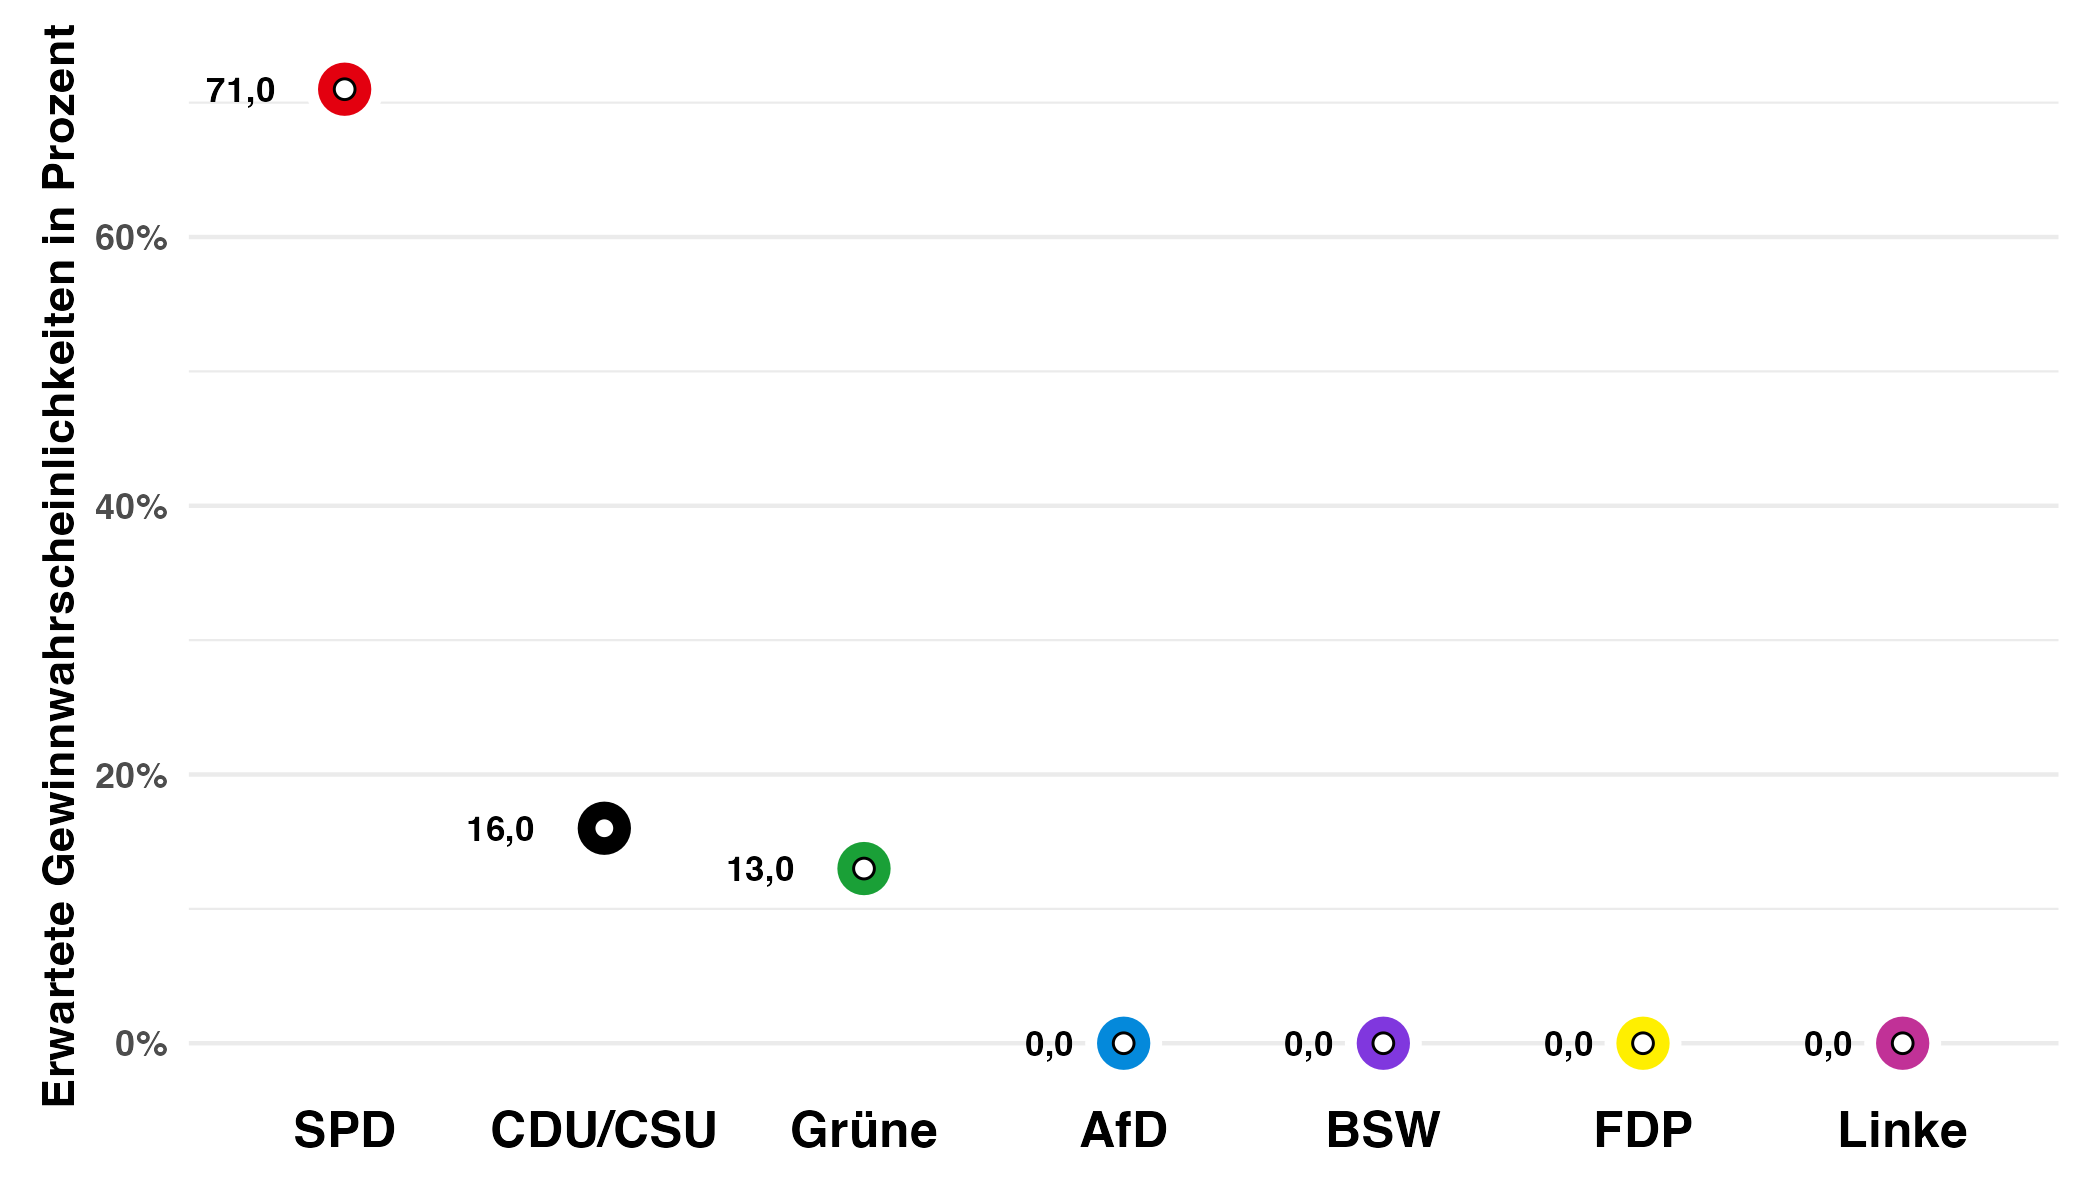 Erwartete Gewinnwahrscheinlichkeiten in Prozent
71,0
60%
40%
20%
16,0
13,0
0%
0,0
0,0
0,0
0,0
SPD
CDU/CSU
Grüne
AfD
BSW
FDP
Linke